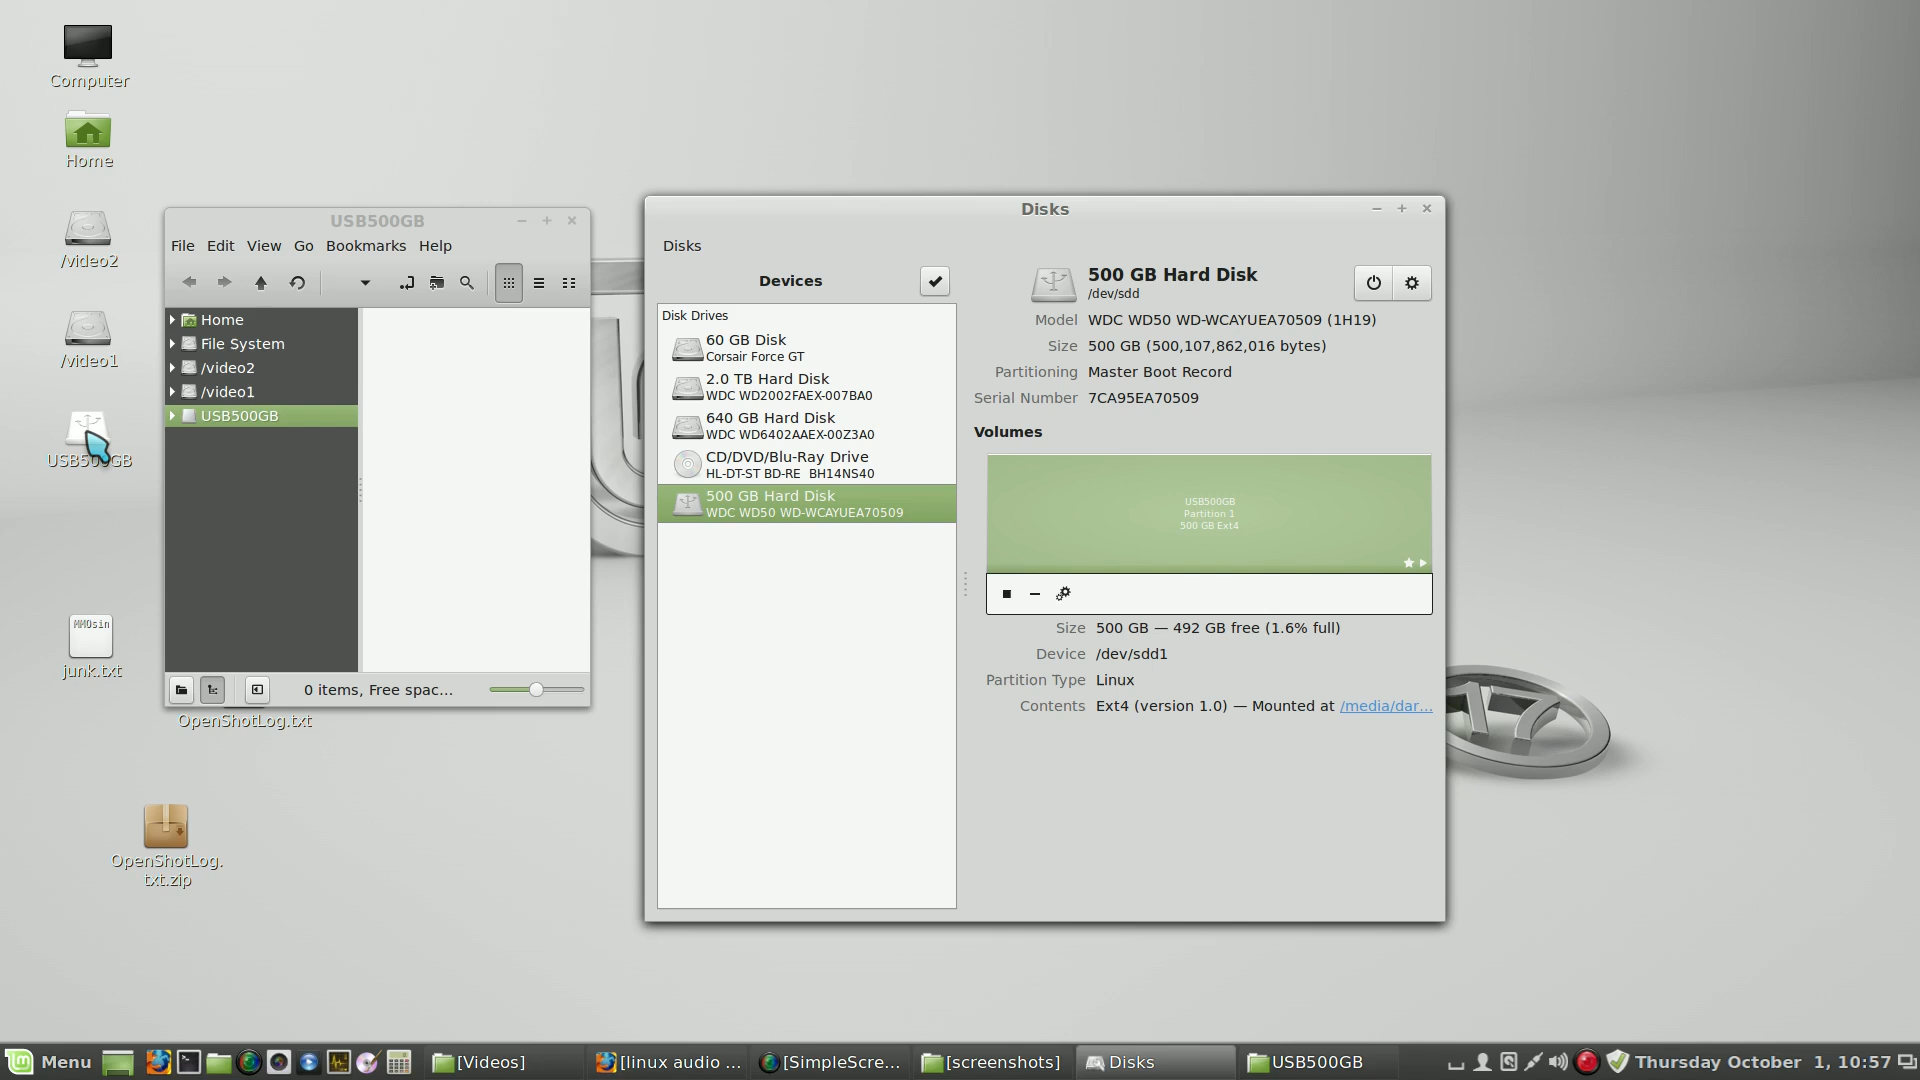 Computer
Home
/video2
/video1
USB500GB
MMOsin
junk.txt
OpenShotLog.txt
OpenShotLog.
txt.zip
USB500GB
File Edit View Go Bookmarks Help
Home
File System
/video2
/video1
USB500GB
0 items, Free spac...
Disks
Disks
Devices
Disk Drives
60 GB Disk
Corsair Force GT
2.0 TB Hard Disk
WDC WD2002FAEX-007BA0
640 GB Hard Disk
WDC WD6402AAEX-00Z3A0
CD/DVD/Blu-Ray Drive
HL-DT-ST BD-RE  BH14NS40
500 GB Hard Disk
WDC WD50 WD-WCAYUEA70509
500 GB Hard Disk
/dev/sdd
Model WDC WD50 WD-WCAYUEA70509 (1H19)
Size 500 GB (500,107,862,016 bytes)
Partitioning Master Boot Record
Serial Number 7CA95EA70509
Volumes
USB500GB
Partition 1
500 GB Ext4
Size 500 GB — 492 GB free (1.6% full)
Device /dev/sdd1
Partition Type Linux
Contents Ext4 (version 1.0) — Mounted at /media/dar...
17
Menu [Videos] [linux audio ... [SimpleScre... [screenshots] Disks USB500GB Thursday October  1, 10:57